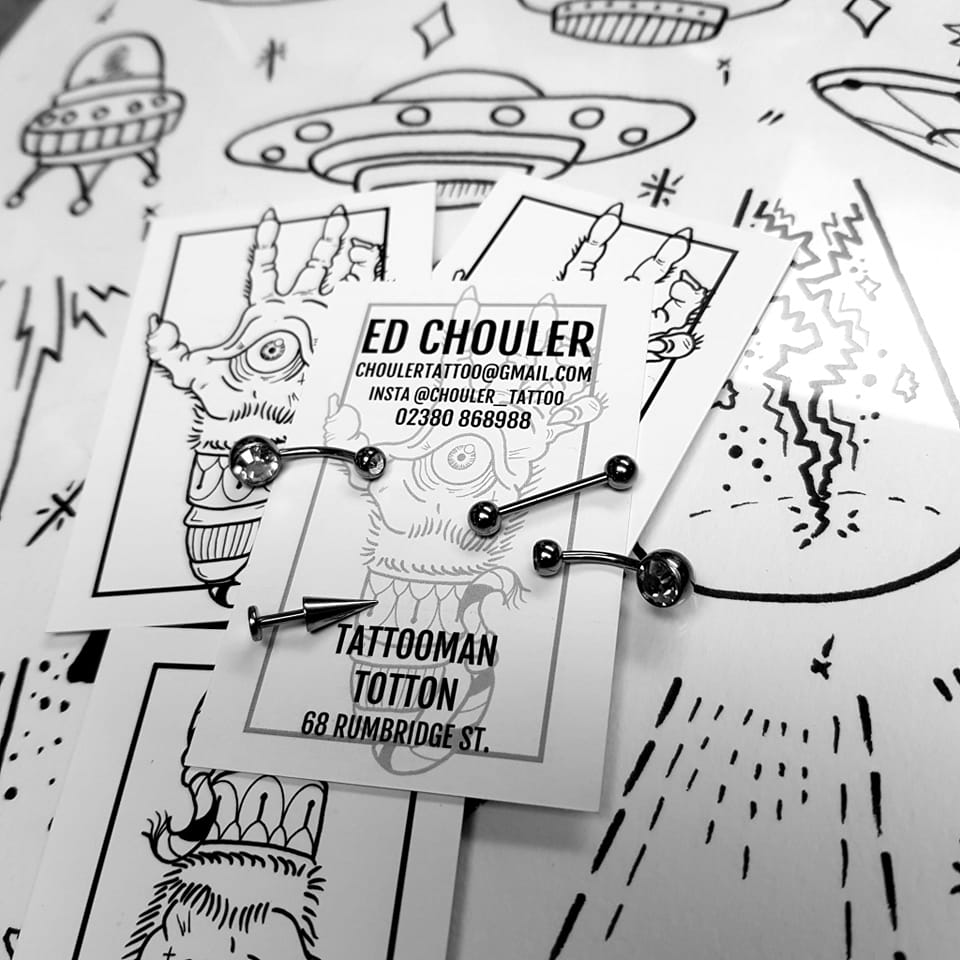 ED CHOULER
CHOULERTATTOO@GMAIL.COM
INSTA @CHOULER_TATTOO
02380 868988
TATTOOMAN
TOTTON
68 RUMBRIDGE ST.